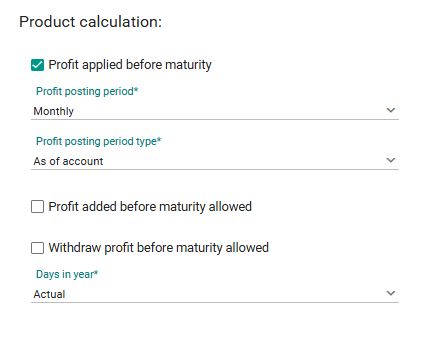 Product calculation:
Profit applied before maturity
Profit posting period*
Monthly
Profit posting period type*
As of account
Profit added before maturity allowed
Withdraw profit before maturity allowed
Days in year*
Actual